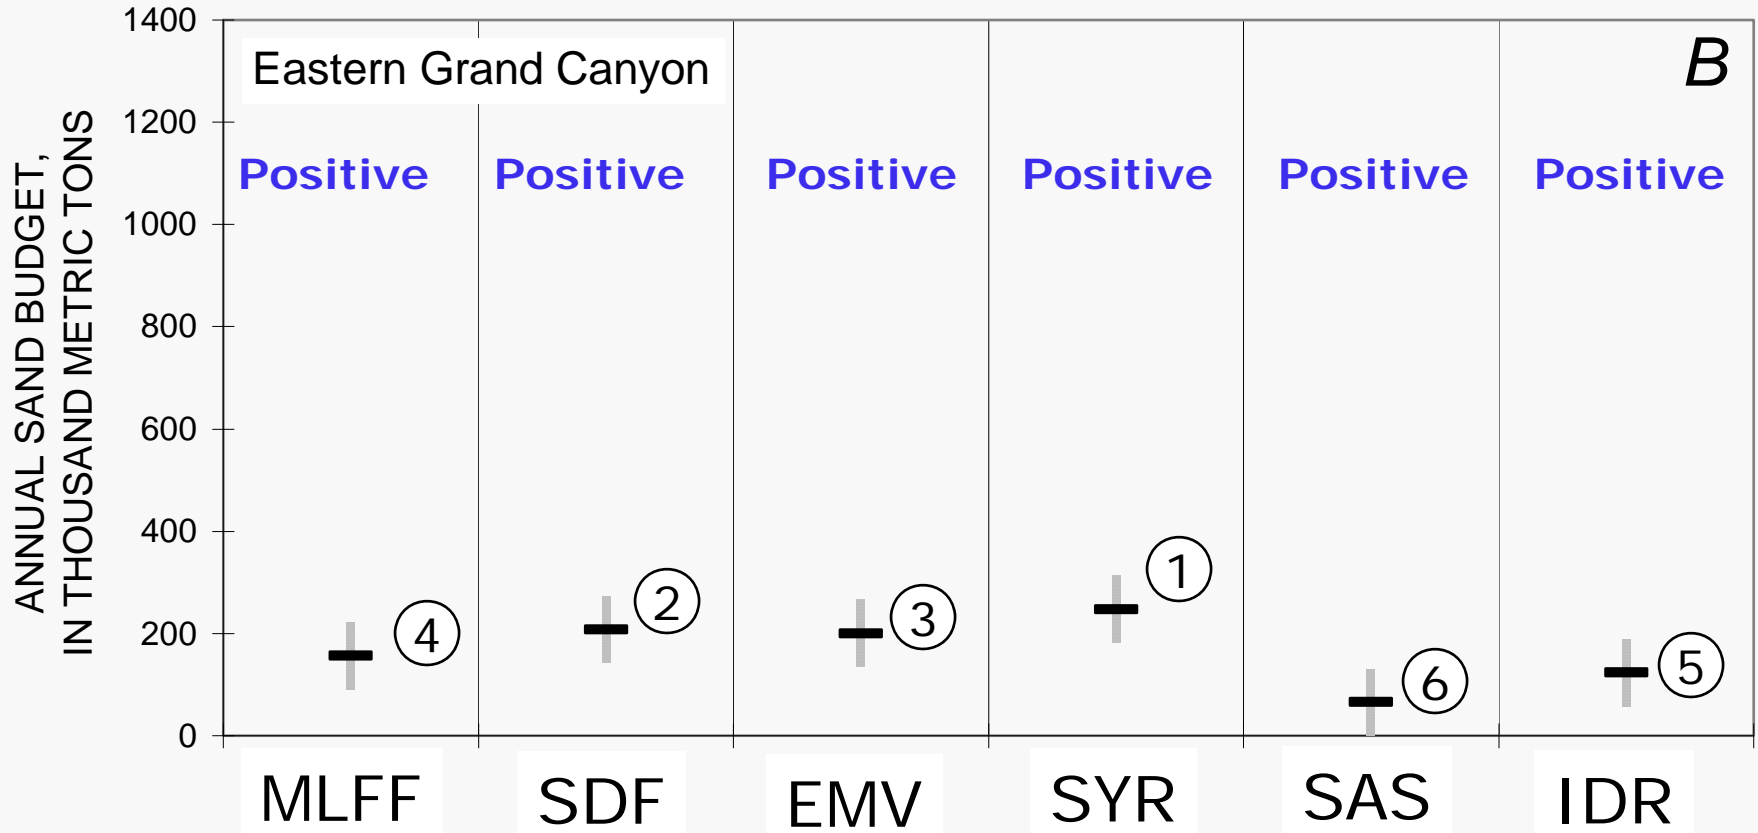 1400
Eastern Grand Canyon
B
1200
Positive Positive Positive Positive Positive Positive
1000
800
600
400
200
0
ANNUAL SAND BUDGET,
IN THOUSAND METRIC TONS
4 2 3 1 6 5
MLFF SDF EMV SYR SAS IDR